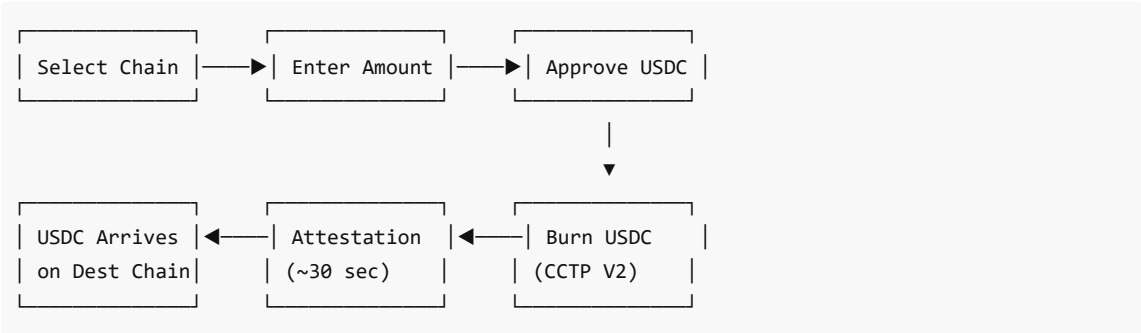 Select Chain
Enter Amount
Approve USDC
USDC Arrives
on Dest Chain
Attestation
(~30 sec)
Burn USDC
(CCTP V2)